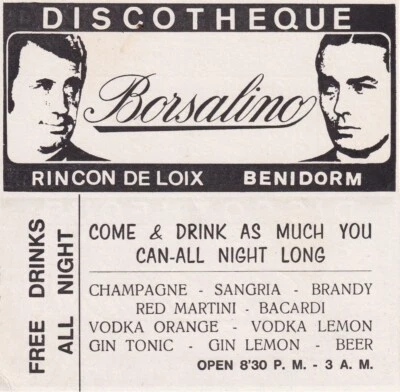 DISCOTHEQUE
Borsalino
RINCON DE LOIX BENIDORM
FREE DRINKS
ALL NIGHT
COME & DRINK AS MUCH YOU
CAN-ALL NIGHT LONG
CHAMPAGNE - SANGRIA - BRANDY
RED MARTINI - BACARDI
VODKA ORANGE - VODKA LEMON
GIN TONIC - GIN LEMON - BEER
OPEN 8'30 P. M. - 3 A. M.